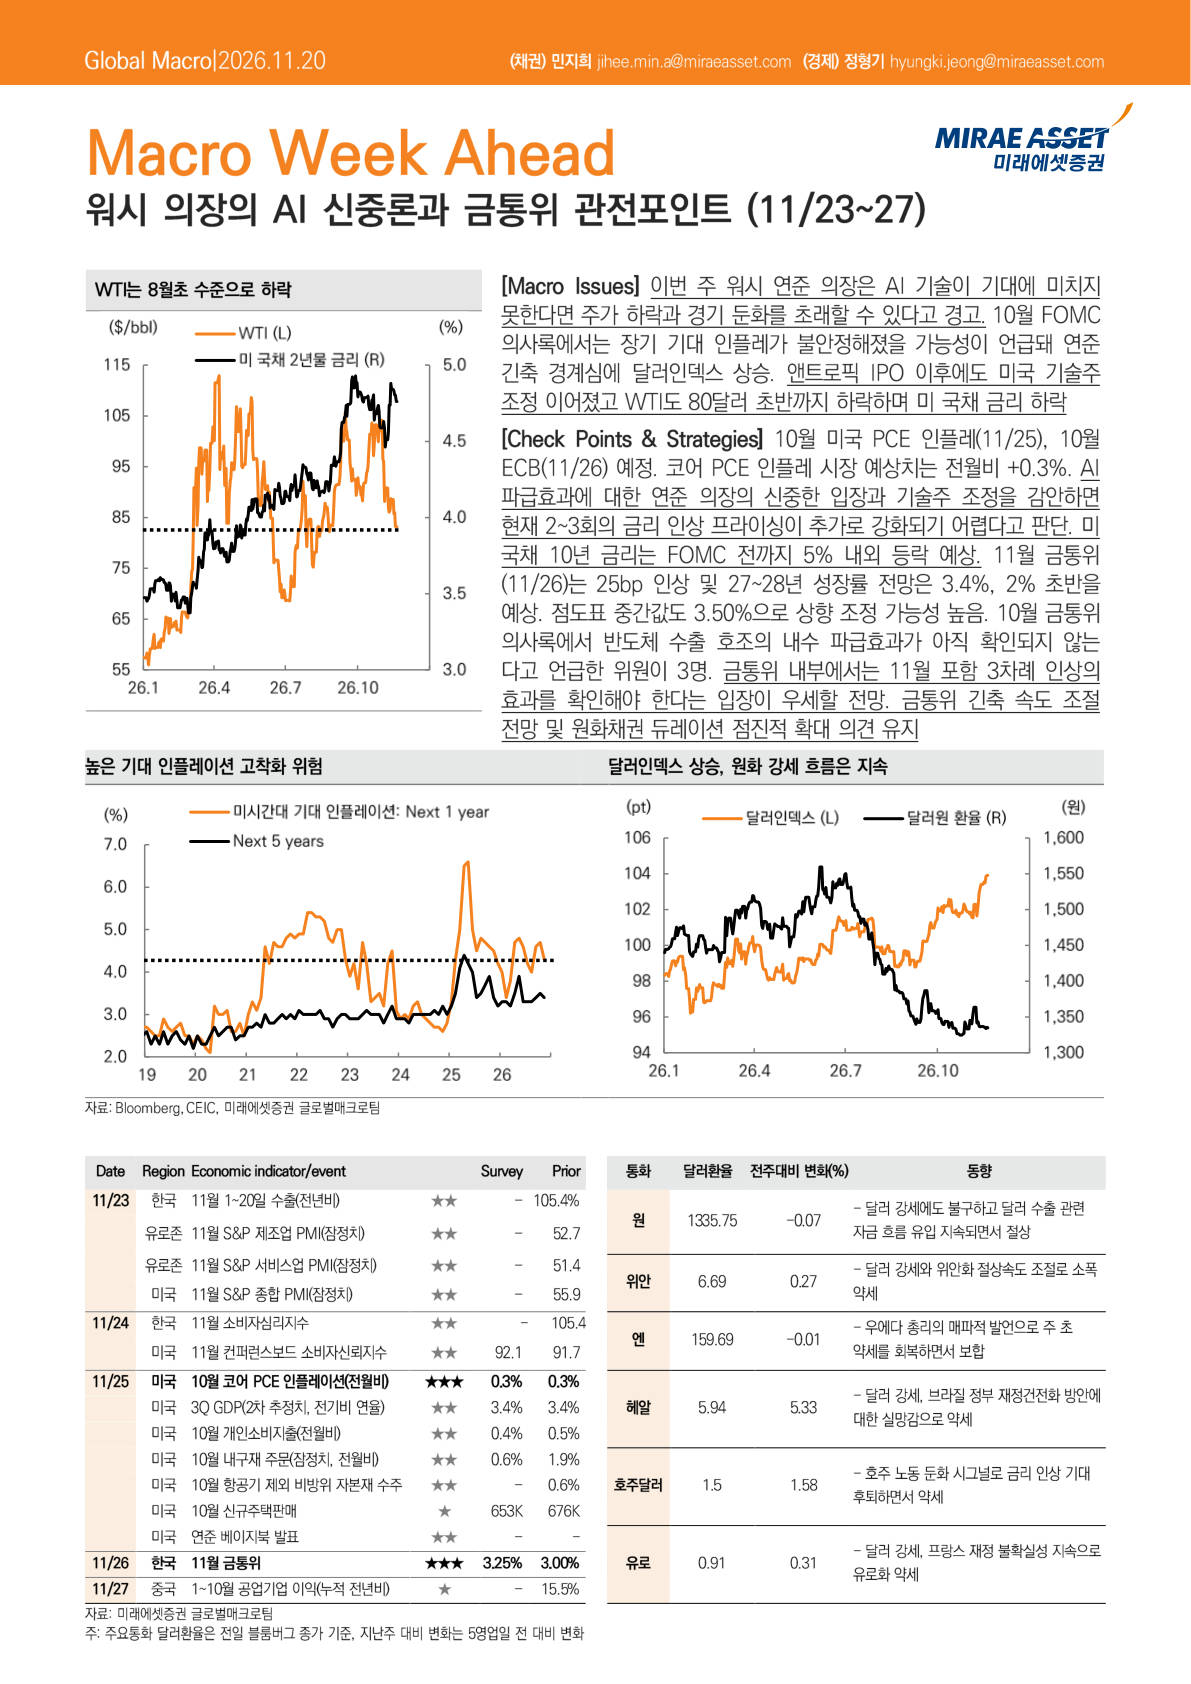 Global Macro|2026.11.20
(채권) 민지희 jihee.min.a@miraeasset.com (경제) 정형기 hyungki.jeong@miraeasset.com
Macro Week Ahead
MIRAE ASSET
미래에셋증권
워시 의장의 AI 신중론과 금통위 관전포인트 (11/23~27)
WTI는 8월초 수준으로 하락
($/bbl)
WTI (L)
(%)
미 국채 2년물 금리 (R)
115
5.0
105
4.5
95
85
4.0
75
3.5
65
55
3.0
26.1 26.4 26.7 26.10
[Macro Issues] 이번 주 워시 연준 의장은 AI 기술이 기대에 미치지
못한다면 주가 하락과 경기 둔화를 초래할 수 있다고 경고. 10월 FOMC
의사록에서는 장기 기대 인플레가 불안정해졌을 가능성이 언급돼 연준
긴축 경계심에 달러인덱스 상승. 앤트로픽 IPO 이후에도 미국 기술주
조정 이어졌고 WTI도 80달러 초반까지 하락하며 미 국채 금리 하락
[Check Points & Strategies] 10월 미국 PCE 인플레(11/25), 10월
ECB(11/26) 예정. 코어 PCE 인플레 시장 예상치는 전월비 +0.3%. AI
파급효과에 대한 연준 의장의 신중한 입장과 기술주 조정을 감안하면
현재 2~3회의 금리 인상 프라이싱이 추가로 강화되기 어렵다고 판단. 미
국채 10년 금리는 FOMC 전까지 5% 내외 등락 예상. 11월 금통위
(11/26)는 25bp 인상 및 27~28년 성장률 전망은 3.4%, 2% 초반을
예상. 점도표 중간값도 3.50%으로 상향 조정 가능성 높음. 10월 금통위
의사록에서 반도체 수출 호조의 내수 파급효과가 아직 확인되지 않는
다고 언급한 위원이 3명. 금통위 내부에서는 11월 포함 3차례 인상의
효과를 확인해야 한다는 입장이 우세할 전망. 금통위 긴축 속도 조절
전망 및 원화채권 듀레이션 점진적 확대 의견 유지
높은 기대 인플레이션 고착화 위험
(%)
미시간대 기대 인플레이션: Next 1 year
Next 5 years
7.0
6.0
5.0
4.0
3.0
2.0
19 20 21 22 23 24 25 26
달러인덱스 상승, 원화 강세 흐름은 지속
(pt)
(원)
달러인덱스 (L)
달러원 환율 (R)
106 1,600
104 1,550
102 1,500
100 1,450
98 1,400
96 1,350
94 1,300
26.1 26.4 26.7 26.10
자료: Bloomberg, CEIC, 미래에셋증권 글로벌매크로팀
Date Region Economic indicator/event Survey Prior
11/23 한국 11월 1~20일 수출(전년비) ★★ - 105.4%
유로존 11월 S&P 제조업 PMI(잠정치) ★★ - 52.7
유로존 11월 S&P 서비스업 PMI(잠정치) ★★ - 51.4
미국 11월 S&P 종합 PMI(잠정치) ★★ - 55.9
11/24 한국 11월 소비자심리지수 ★★ - 105.4
미국 11월 컨퍼런스보드 소비자신뢰지수 ★★ 92.1 91.7
11/25 미국 10월 코어 PCE 인플레이션(전월비) ★★★ 0.3% 0.3%
미국 3Q GDP(2차 추정치, 전기비 연율) ★★ 3.4% 3.4%
미국 10월 개인소비지출(전월비) ★★ 0.4% 0.5%
미국 10월 내구재 주문(잠정치, 전월비) ★★ 0.6% 1.9%
미국 10월 항공기 제외 비방위 자본재 수주 ★★ - 0.6%
미국 10월 신규주택판매 ★ 653K 676K
미국 연준 베이지북 발표 ★★ - -
11/26 한국 11월 금통위 ★★★ 3.25% 3.00%
11/27 중국 1~10월 공업기업 이익(누적 전년비) ★ - 15.5%
자료: 미래에셋증권 글로벌매크로팀
주: 주요통화 달러환율은 전일 블룸버그 종가 기준, 지난주 대비 변화는 5영업일 전 대비 변화
통화 달러환율 전주대비 변화(%) 동향
원 1335.75 -0.07 - 달러 강세에도 불구하고 달러 수출 관련
자금 흐름 유입 지속되면서 절상
위안 6.69 0.27 - 달러 강세와 위안화 절상속도 조절로 소폭
약세
엔 159.69 -0.01 - 우에다 총리의 매파적 발언으로 주 초
약세를 회복하면서 보합
헤알 5.94 5.33 - 달러 강세, 브라질 정부 재정건전화 방안에
대한 실망감으로 약세
호주달러 1.5 1.58 - 호주 노동 둔화 시그널로 금리 인상 기대
후퇴하면서 약세
유로 0.91 0.31 - 달러 강세, 프랑스 재정 불확실성 지속으로
유로화 약세